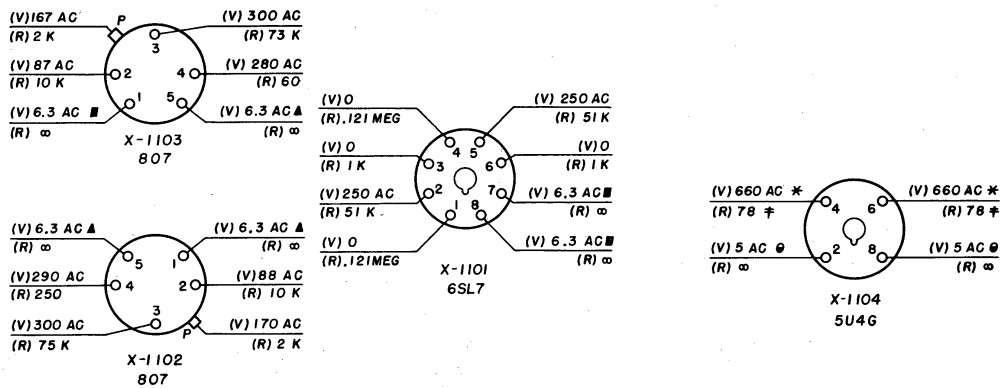 (V) 167 AC
(R) 2 K
P
(V) 300 AC
(R) 73 K
3
(V) 87 AC
(R) 10 K
2
4
(V) 280 AC
(R) 60
(V) 6.3 AC ■
(R) ∞
1
5
(V) 6.3 AC ▲
(R) ∞
X-1103
807
(V) 6.3 AC ▲
(R) ∞
5
1
(V) 6.3 AC ▲
(R) ∞
(V) 290 AC
(R) 250
4
2
(V) 88 AC
(R) 10 K
(V) 300 AC
(R) 75 K
3
P
(V) 170 AC
(R) 2 K
X-1102
807
(V) 0
(R) .121 MEG
4
5
(V) 250 AC
(R) 51 K
(V) 0
(R) 1 K
3
6
(V) 0
(R) 1 K
(V) 250 AC
(R) 51 K
2
7
(V) 6.3 AC ■
(R) ∞
(V) 0
(R) .121 MEG
1
8
(V) 6.3 AC ■
(R) ∞
X-1101
6SL7
(V) 660 AC *
(R) 78 ‡
4
6
(V) 660 AC *
(R) 78 ‡
(V) 5 AC ⊖
(R) ∞
2
8
(V) 5 AC ⊖
(R) ∞
X-1104
5U4G